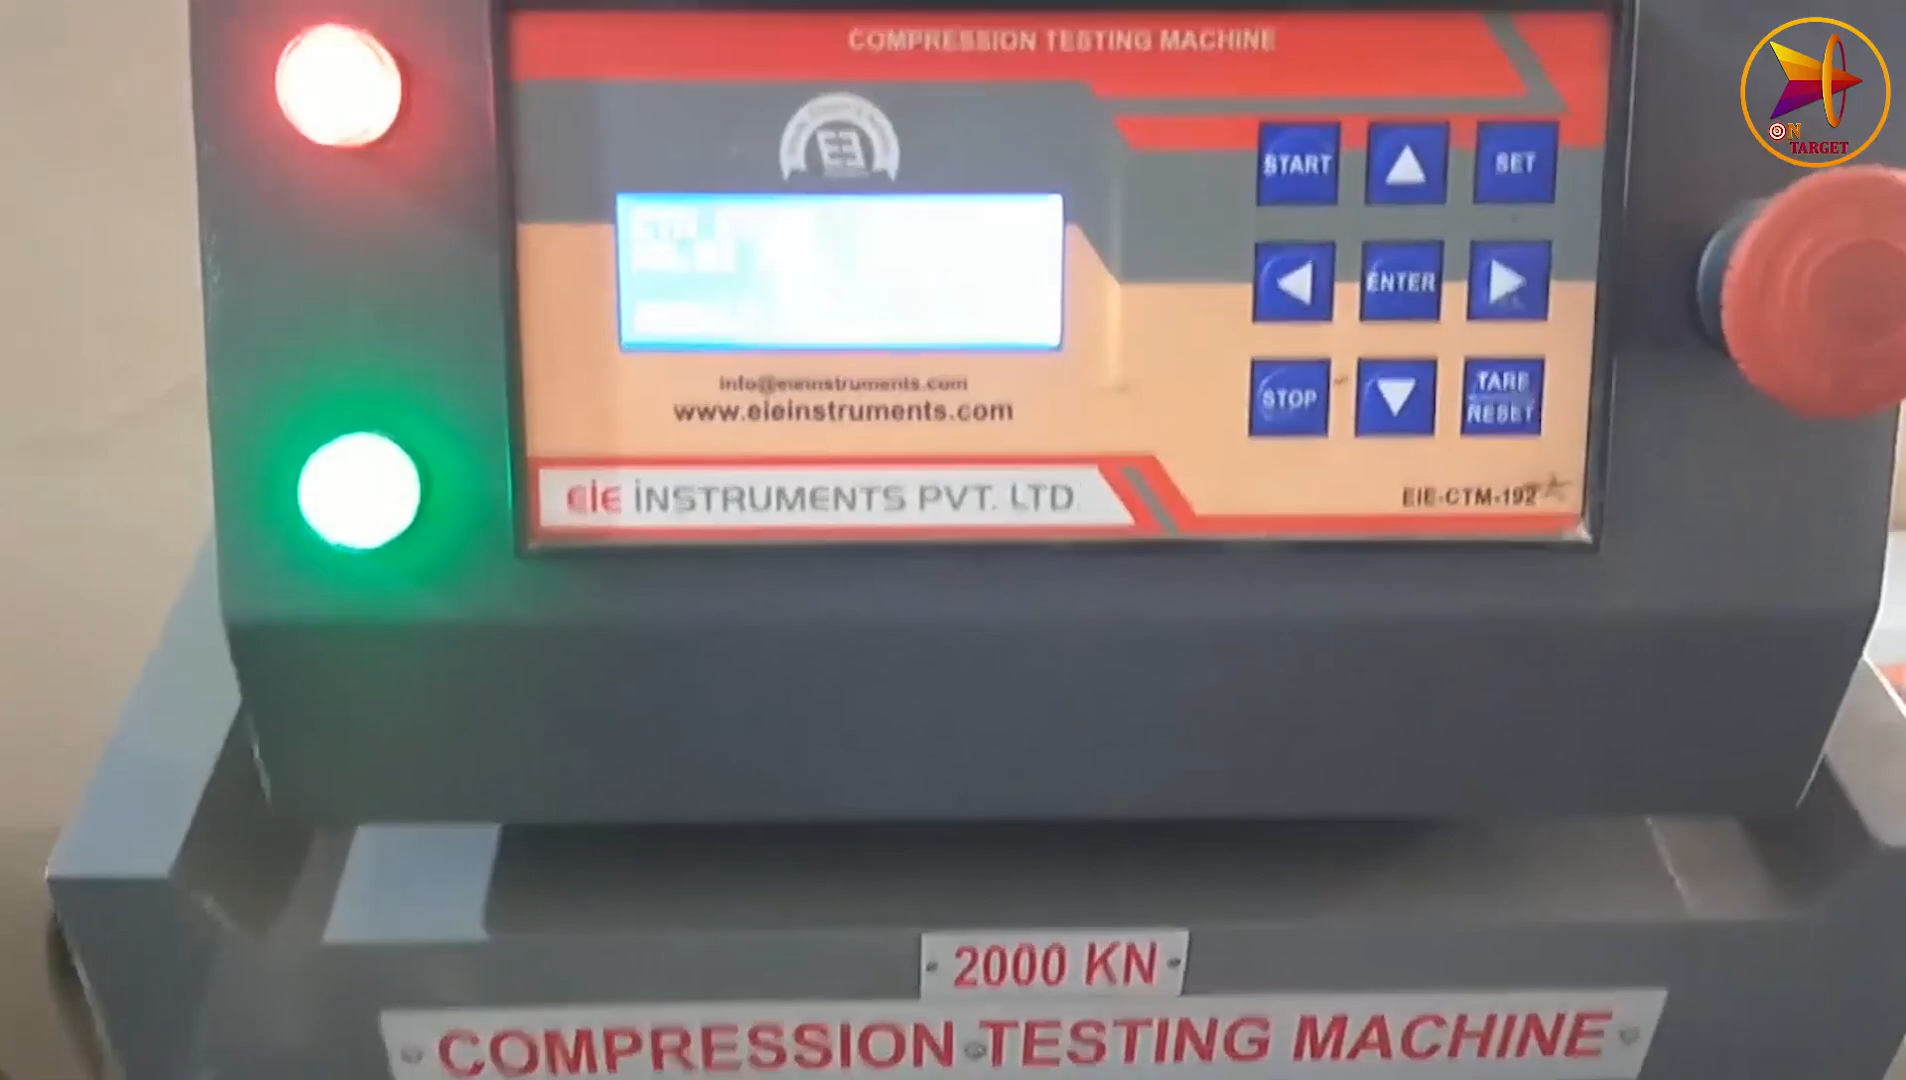 COMPRESSION TESTING MACHINE
START
SET
ENTER
STOP
TARE
RESET
info@eieinstruments.com
www.eieinstruments.com
EIE INSTRUMENTS PVT. LTD.
EIE-CTM-192
2000 KN
COMPRESSION TESTING MACHINE
ON
TARGET